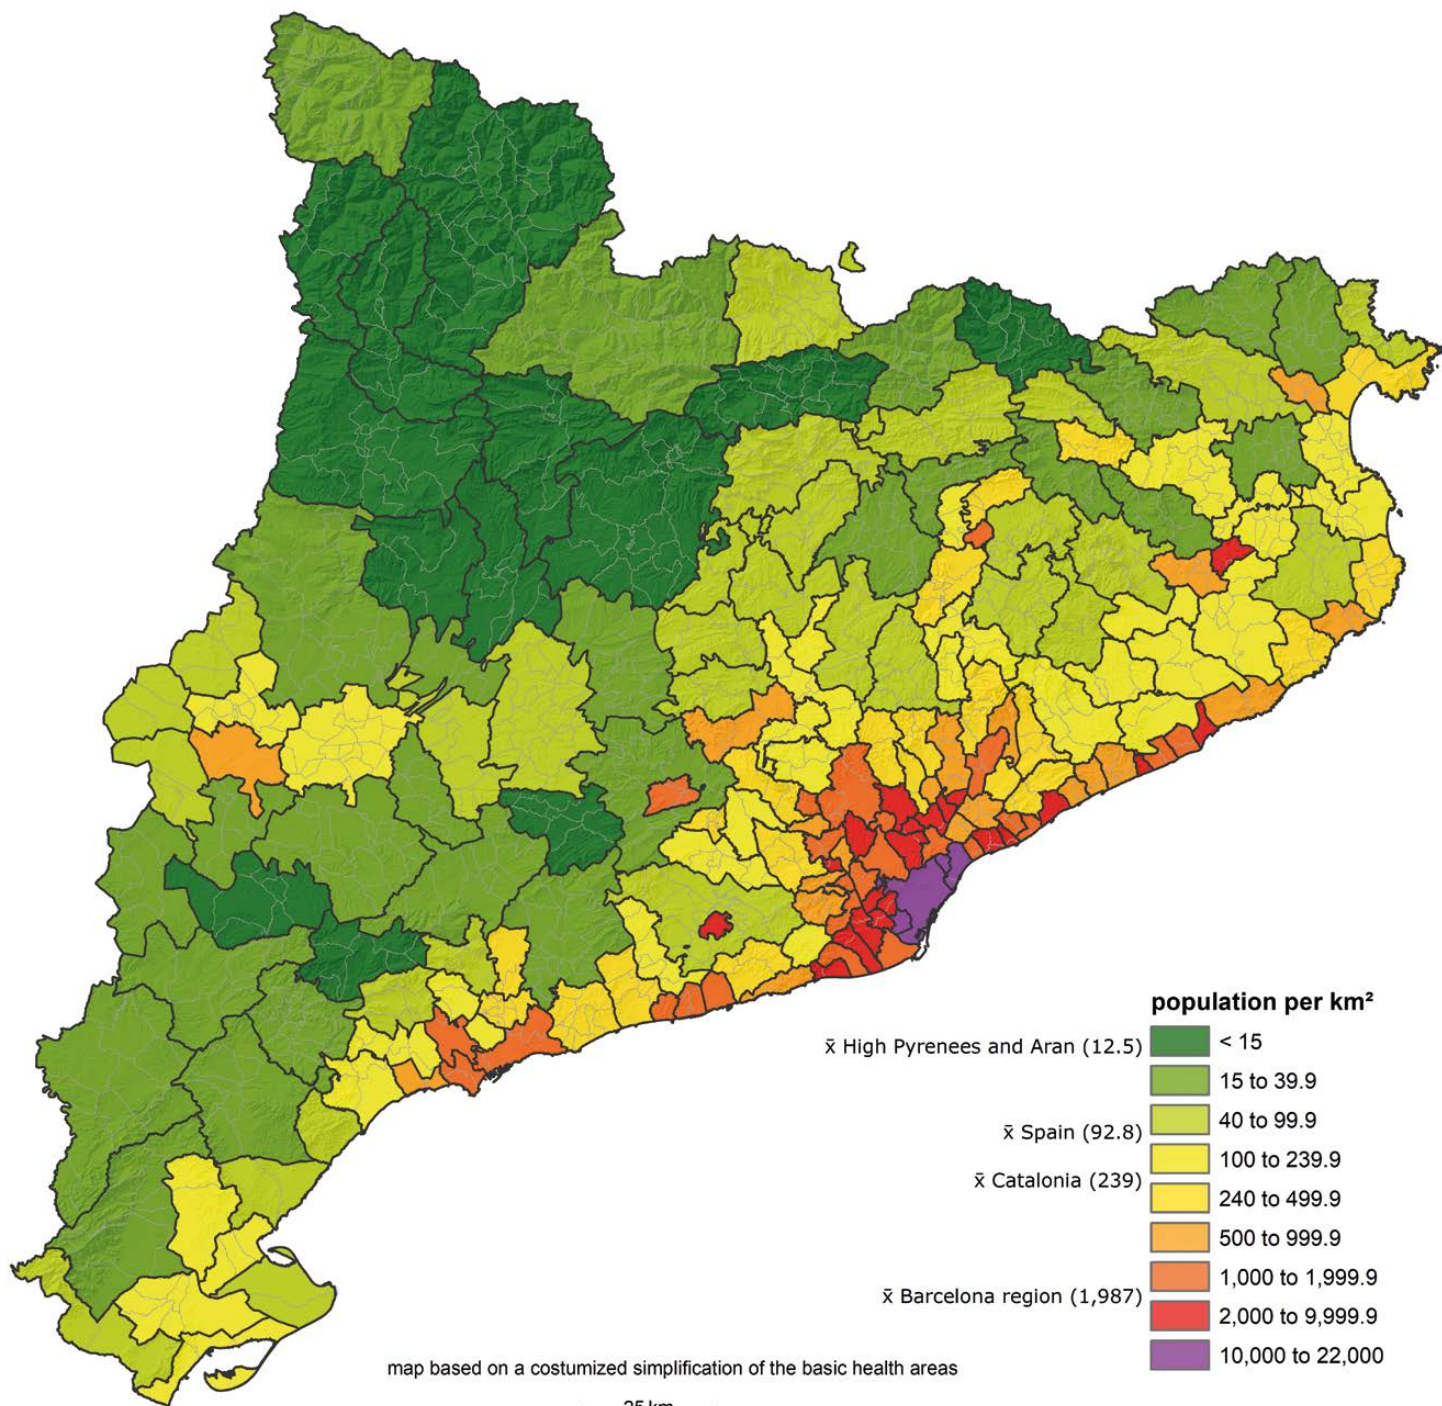 population per km²
x̄ High Pyrenees and Aran (12.5)
< 15
15 to 39.9
x̄ Spain (92.8)
40 to 99.9
100 to 239.9
x̄ Catalonia (239)
240 to 499.9
500 to 999.9
1,000 to 1,999.9
x̄ Barcelona region (1,987)
2,000 to 9,999.9
10,000 to 22,000
map based on a costumized simplification of the basic health areas
25 km